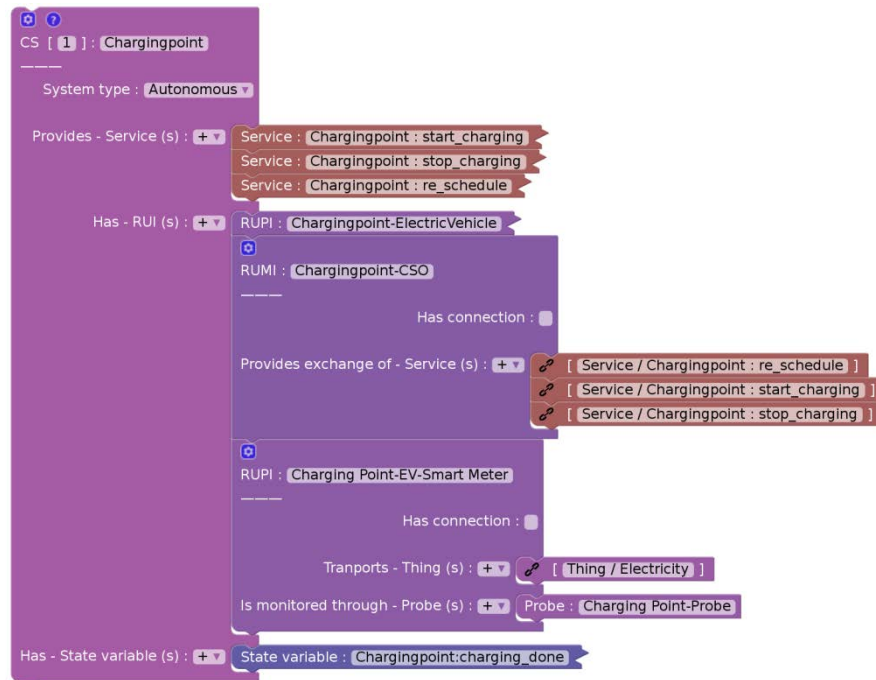 CS [ 1 ] : Chargingpoint
———
System type : Autonomous
Provides - Service (s) : +
Service : Chargingpoint : start_charging
Service : Chargingpoint : stop_charging
Service : Chargingpoint : re_schedule
Has - RUI (s) : +
RUPI : Chargingpoint-ElectricVehicle
RUMI : Chargingpoint-CSO
———
Has connection :
Provides exchange of - Service (s) : +
[ Service / Chargingpoint : re_schedule ]
[ Service / Chargingpoint : start_charging ]
[ Service / Chargingpoint : stop_charging ]
RUPI : Charging Point-EV-Smart Meter
———
Has connection :
Tranports - Thing (s) : +
[ Thing / Electricity ]
Is monitored through - Probe (s) : +
Probe : Charging Point-Probe
Has - State variable (s) : +
State variable : Chargingpoint:charging_done